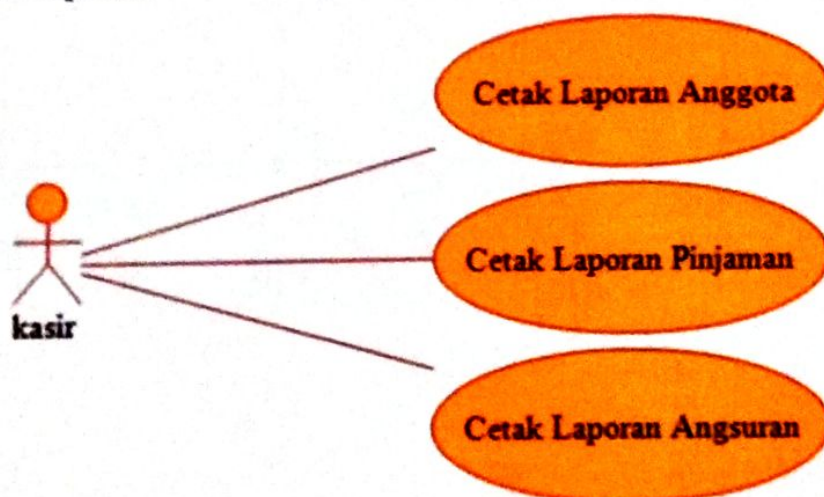 Cetak Laporan Anggota
Cetak Laporan Pinjaman
kasir
Cetak Laporan Angsuran